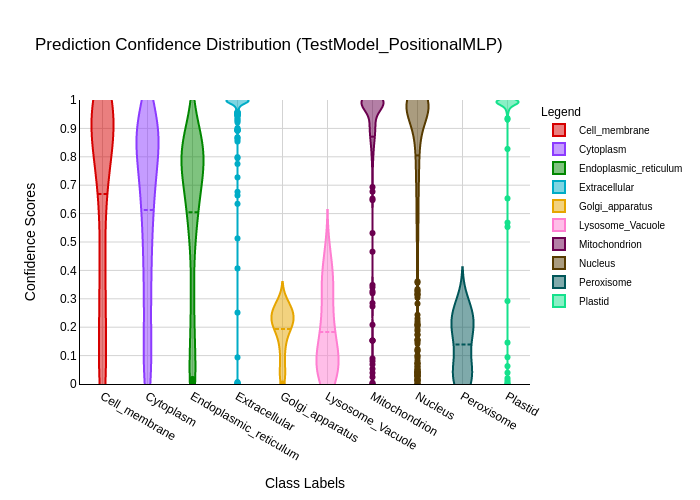 Prediction Confidence Distribution (TestModel_PositionalMLP)
Legend
Cell_membrane
Cytoplasm
Endoplasmic_reticulum
Extracellular
Golgi_apparatus
Lysosome_Vacuole
Mitochondrion
Nucleus
Peroxisome
Plastid
Confidence Scores
1
0.9
0.8
0.7
0.6
0.5
0.4
0.3
0.2
0.1
0
Cell_membrane
Cytoplasm
Endoplasmic_reticulum
Extracellular
Golgi_apparatus
Lysosome_Vacuole
Mitochondrion
Nucleus
Peroxisome
Plastid
Class Labels